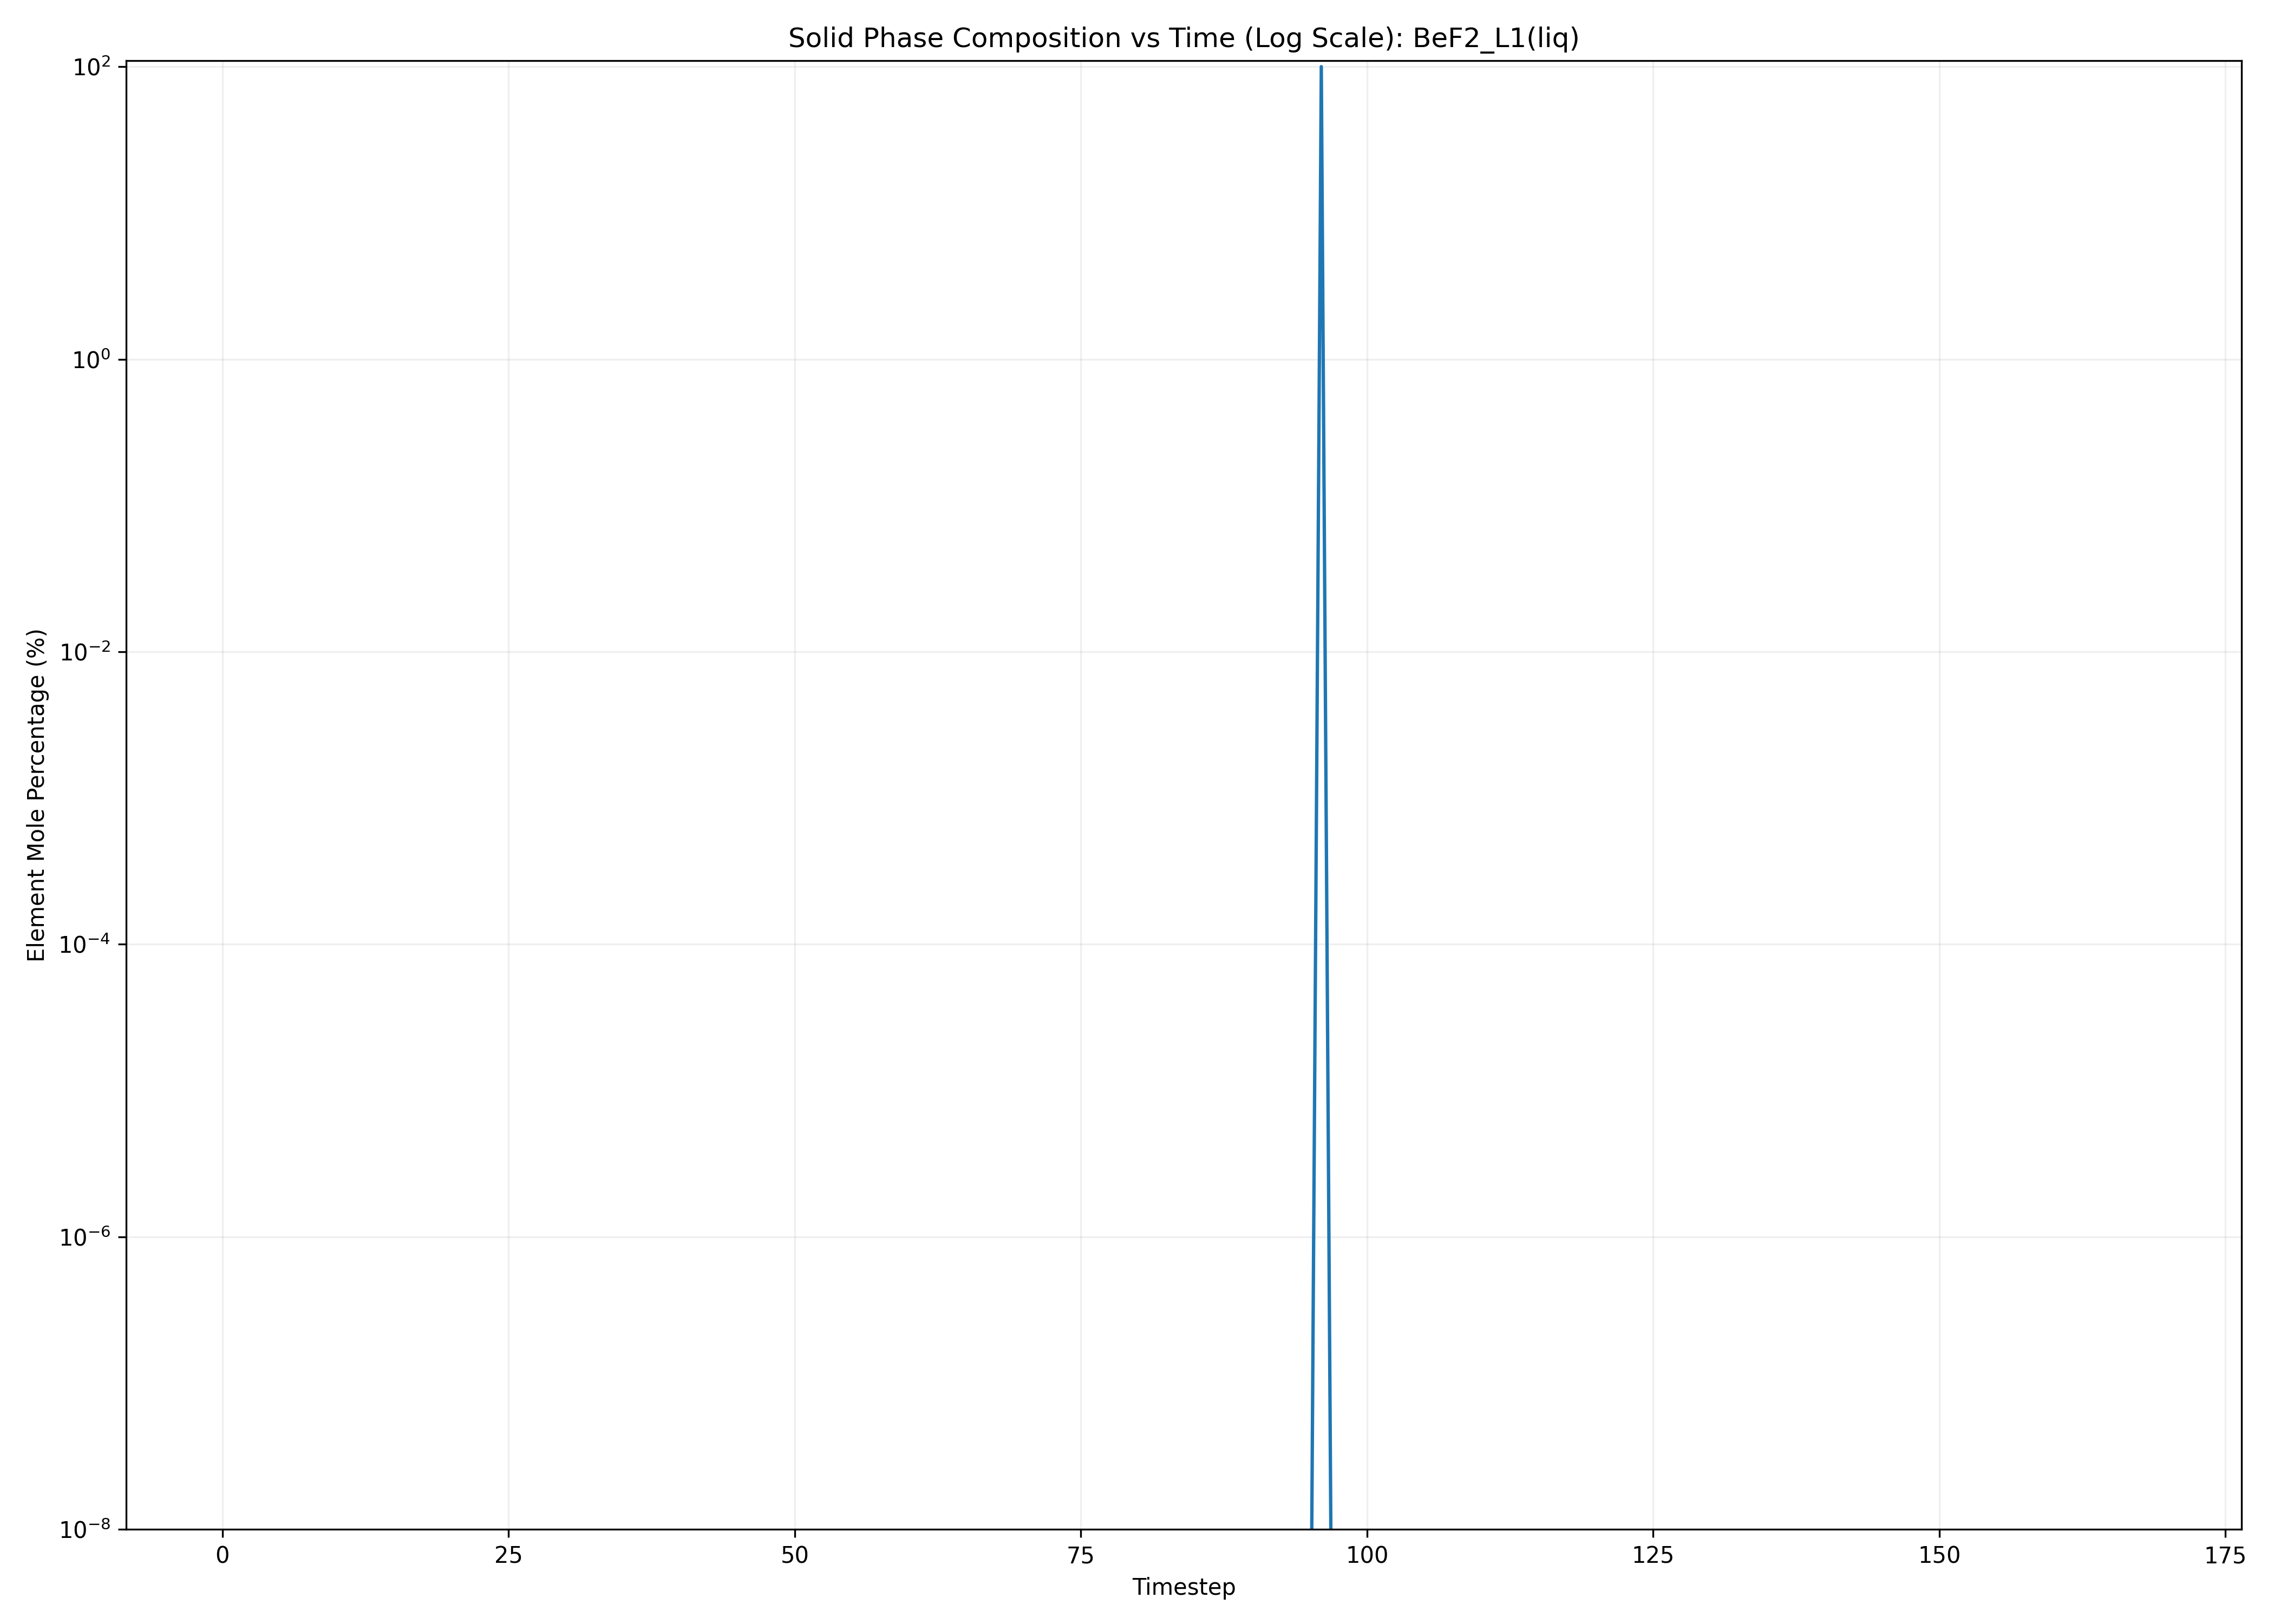 Solid Phase Composition vs Time (Log Scale): BeF2_L1(liq)
10²
10⁰
10⁻²
10⁻⁴
10⁻⁶
10⁻⁸
Element Mole Percentage (%)
0 25 50 75 100 125 150 175
Timestep